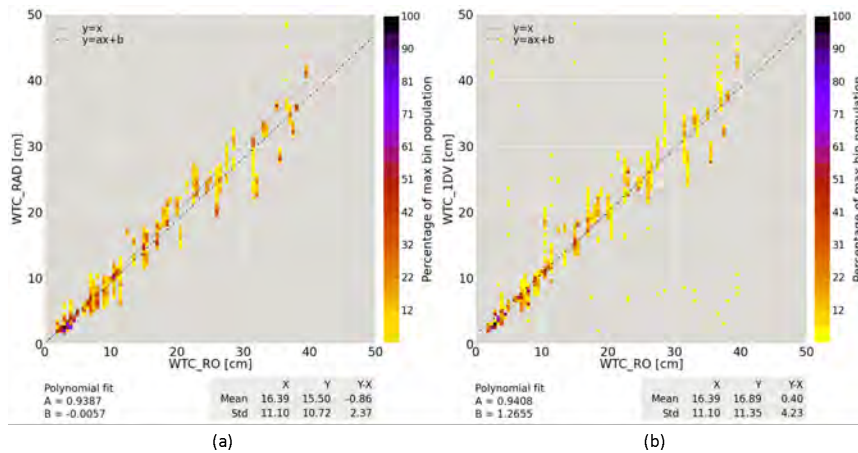 y=x
y=ax+b
50
40
30
20
10
0
WTC_RAD [cm]
0 10 20 30 40 50
WTC_RO [cm]
100
90
80
70
61
51
41
32
22
12
Percentage of max bin population
Polynomial fit
A = 0.9387
B = -0.0057
X Y Y-X
Mean 16.39 15.50 -0.86
Std 11.10 10.72 2.37
(a)
y=x
y=ax+b
50
40
30
20
10
0
WTC_1DV [cm]
0 10 20 30 40 50
WTC_RO [cm]
100
90
80
70
61
51
41
32
22
12
Percentage of max bin population
Polynomial fit
A = 0.9408
B = 1.2655
X Y Y-X
Mean 16.39 16.89 0.40
Std 11.10 11.35 4.23
(b)